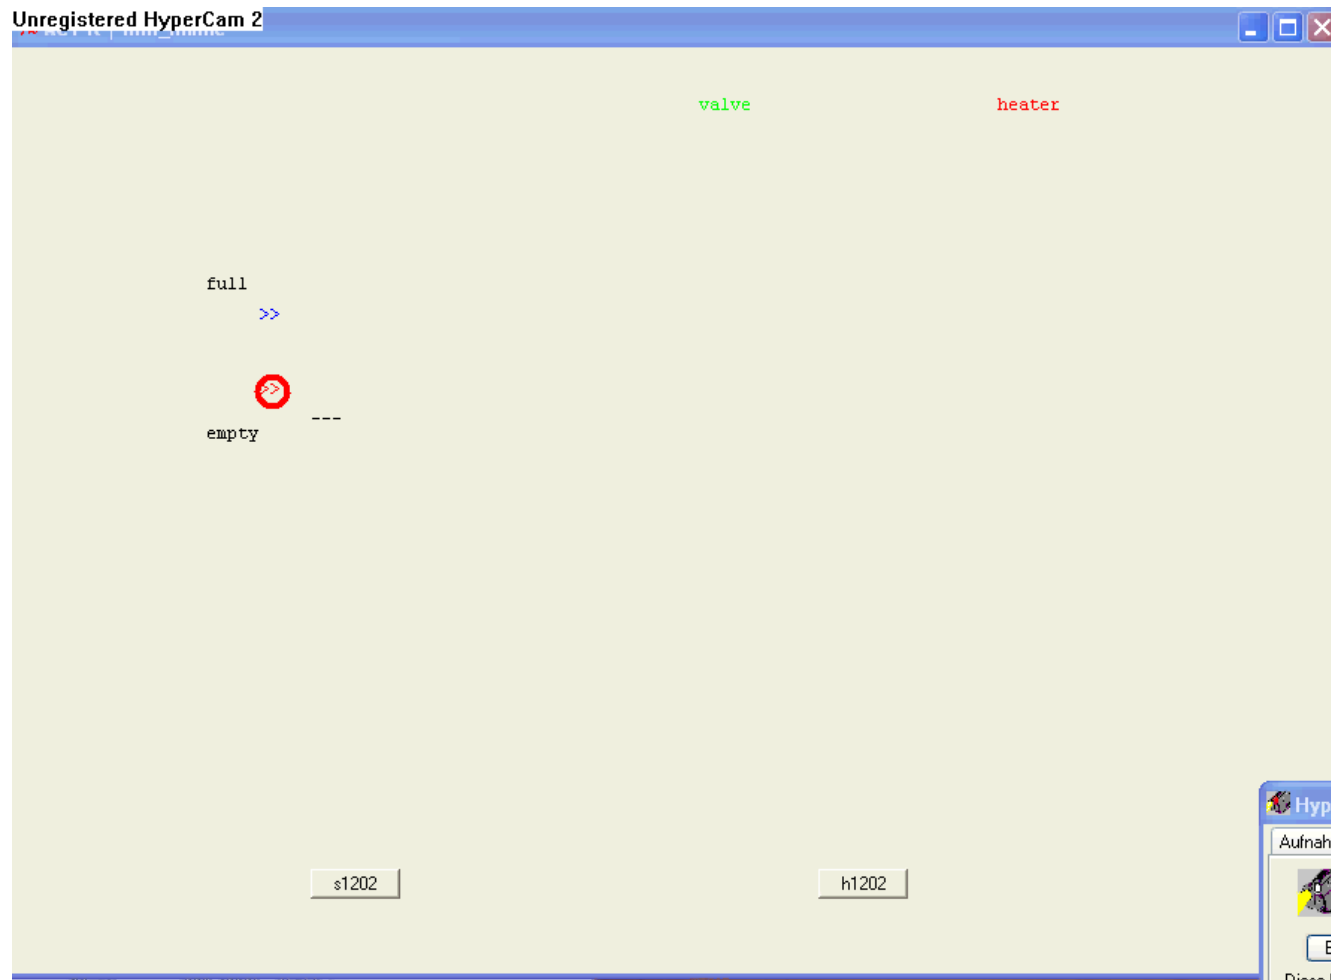 Unregistered HyperCam 2
valve heater
full
>>
>>
---
empty
Hyp
Aufnah
s1202 h1202